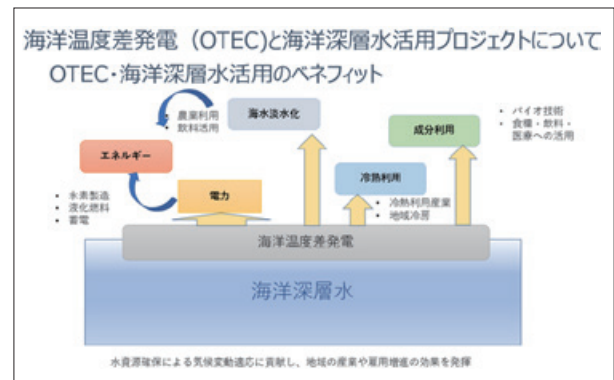 海洋温度差発電（OTEC)と海洋深層水活用プロジェクトについて
OTEC・海洋深層水活用のベネフィット
• 農業利用
• 飲料活用
海水淡水化
成分利用
• バイオ技術
• 食糧・飲料・
医療への活用
エネルギー
電力
冷熱利用
• 水素製造
• 液化燃料
• 蓄電
• 冷熱利用産業
• 地域冷房
海洋温度差発電
海洋深層水
水資源確保による気候変動適応に貢献し、地域の産業や雇用増進の効果を発揮